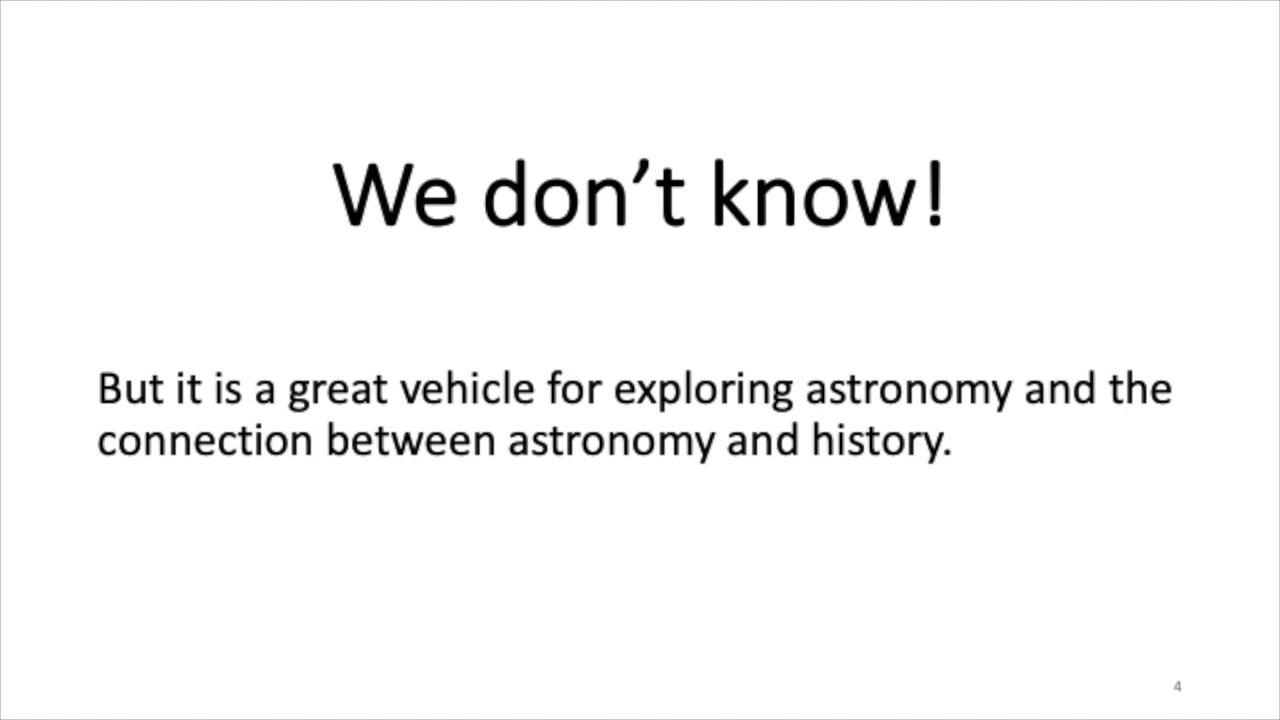 We don’t know!
But it is a great vehicle for exploring astronomy and the
connection between astronomy and history.
4